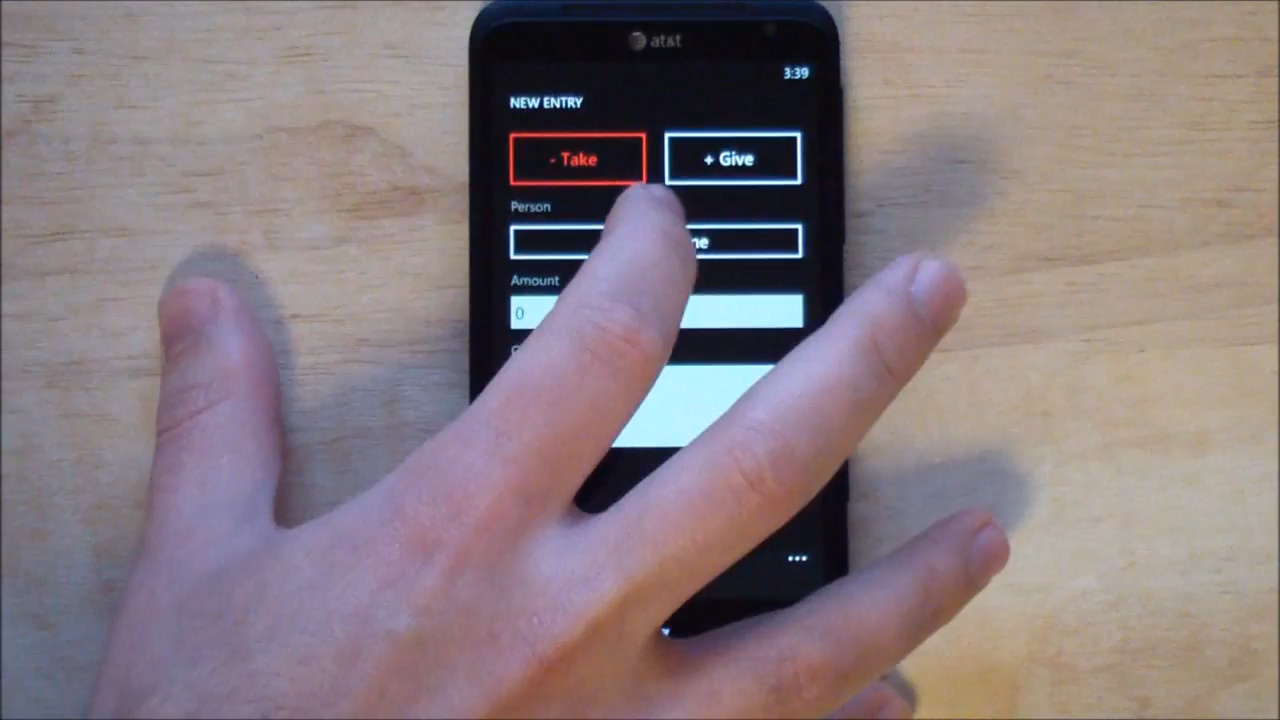 at&t
3:39
NEW ENTRY
- Take
+ Give
Person
Amount
0
...